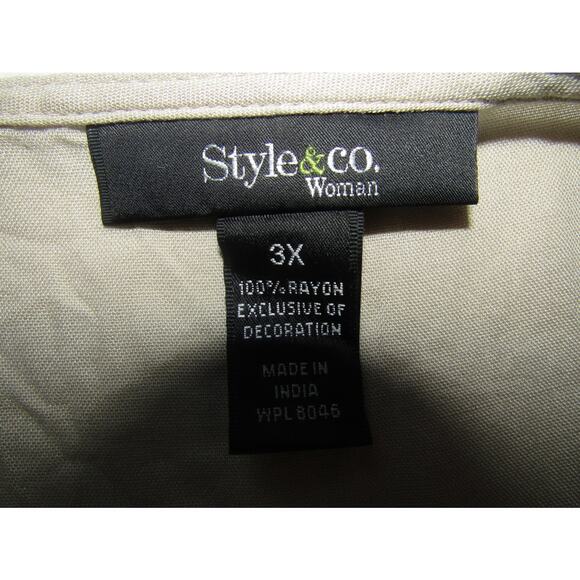 Style&co.
Woman
3X
100% RAYON
EXCLUSIVE OF
DECORATION
MADE IN
INDIA
WPL 8046